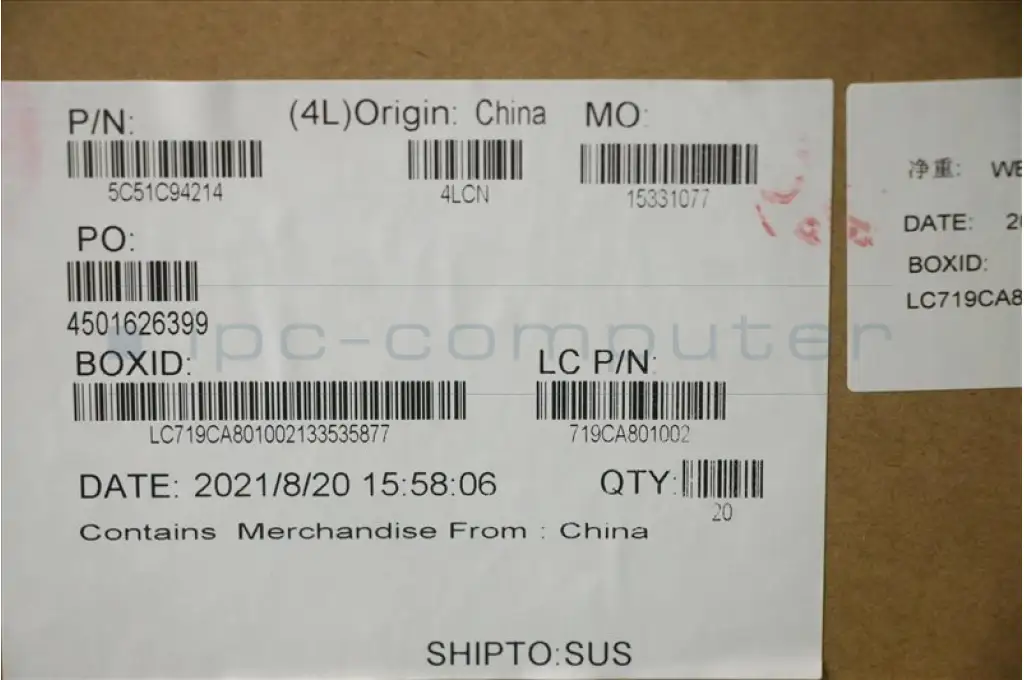 P/N: (4L)Origin: China MO:
5C51C94214 4LCN 15331077
PO:
4501626399
ipc-computer
BOXID: LC P/N:
LC719CA801002133535877 719CA801002
DATE: 2021/8/20 15:58:06 QTY:
20
Contains Merchandise From : China
SHIPTO:SUS
净重:
DATE:
BOXID:
LC719CA8